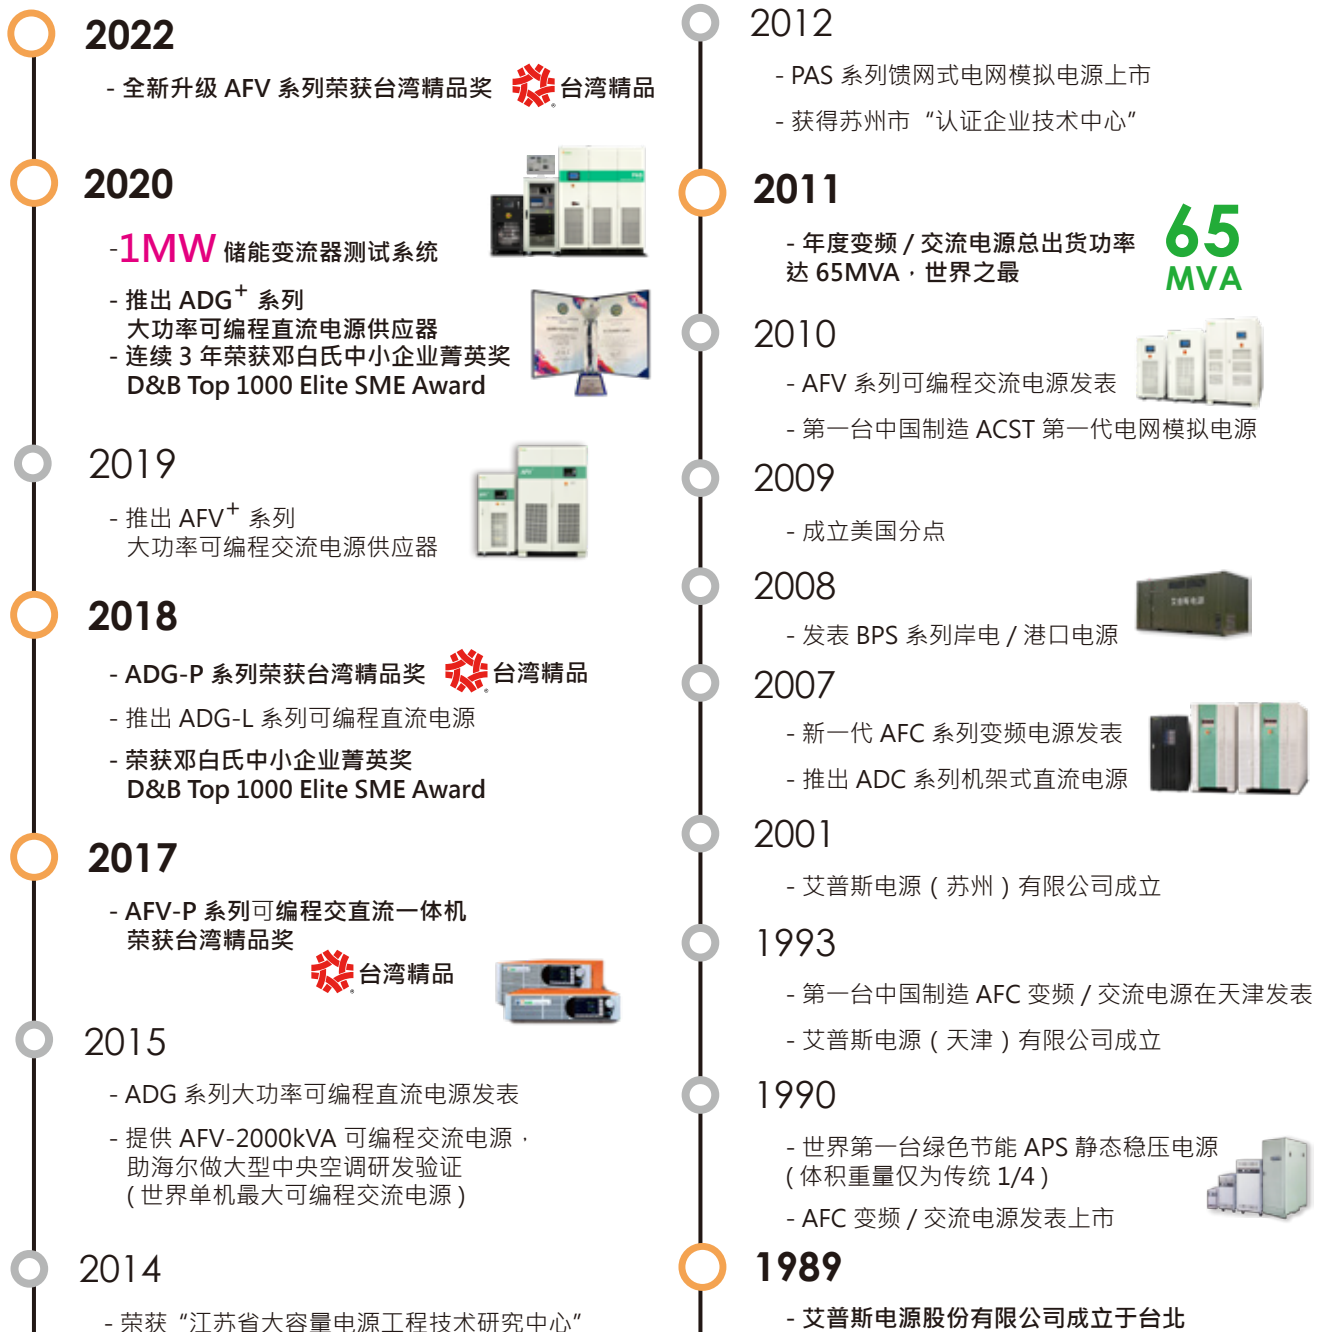 2022
- 全新升级 AFV 系列荣获台湾精品奖 台湾精品
2020
-1MW 储能变流器测试系统
- 推出 ADG⁺ 系列
大功率可编程直流电源供应器
- 连续 3 年荣获邓白氏中小企业菁英奖
D&B Top 1000 Elite SME Award
2019
- 推出 AFV⁺ 系列
大功率可编程交流电源供应器
2018
- ADG-P 系列荣获台湾精品奖 台湾精品
- 推出 ADG-L 系列可编程直流电源
- 荣获邓白氏中小企业菁英奖
D&B Top 1000 Elite SME Award
2017
- AFV-P 系列可编程交直流一体机
荣获台湾精品奖
台湾精品
2015
- ADG 系列大功率可编程直流电源发表
- 提供 AFV-2000kVA 可编程交流电源，
助海尔做大型中央空调研发验证
( 世界单机最大可编程交流电源 )
2014
- 荣获“江苏省大容量电源工程技术研究中心”
2012
- PAS 系列馈网式电网模拟电源上市
- 获得苏州市“认证企业技术中心”
2011
- 年度变频 / 交流电源总出货功率
达 65MVA，世界之最
65
MVA
2010
- AFV 系列可编程交流电源发表
- 第一台中国制造 ACST 第一代电网模拟电源
2009
- 成立美国分点
2008
- 发表 BPS 系列岸电 / 港口电源
艾普斯电源
2007
- 新一代 AFC 系列变频电源发表
- 推出 ADC 系列机架式直流电源
2001
- 艾普斯电源（苏州）有限公司成立
1993
- 第一台中国制造 AFC 变频 / 交流电源在天津发表
- 艾普斯电源（天津）有限公司成立
1990
- 世界第一台绿色节能 APS 静态稳压电源
( 体积重量仅为传统 1/4 )
- AFC 变频 / 交流电源发表上市
1989
- 艾普斯电源股份有限公司成立于台北